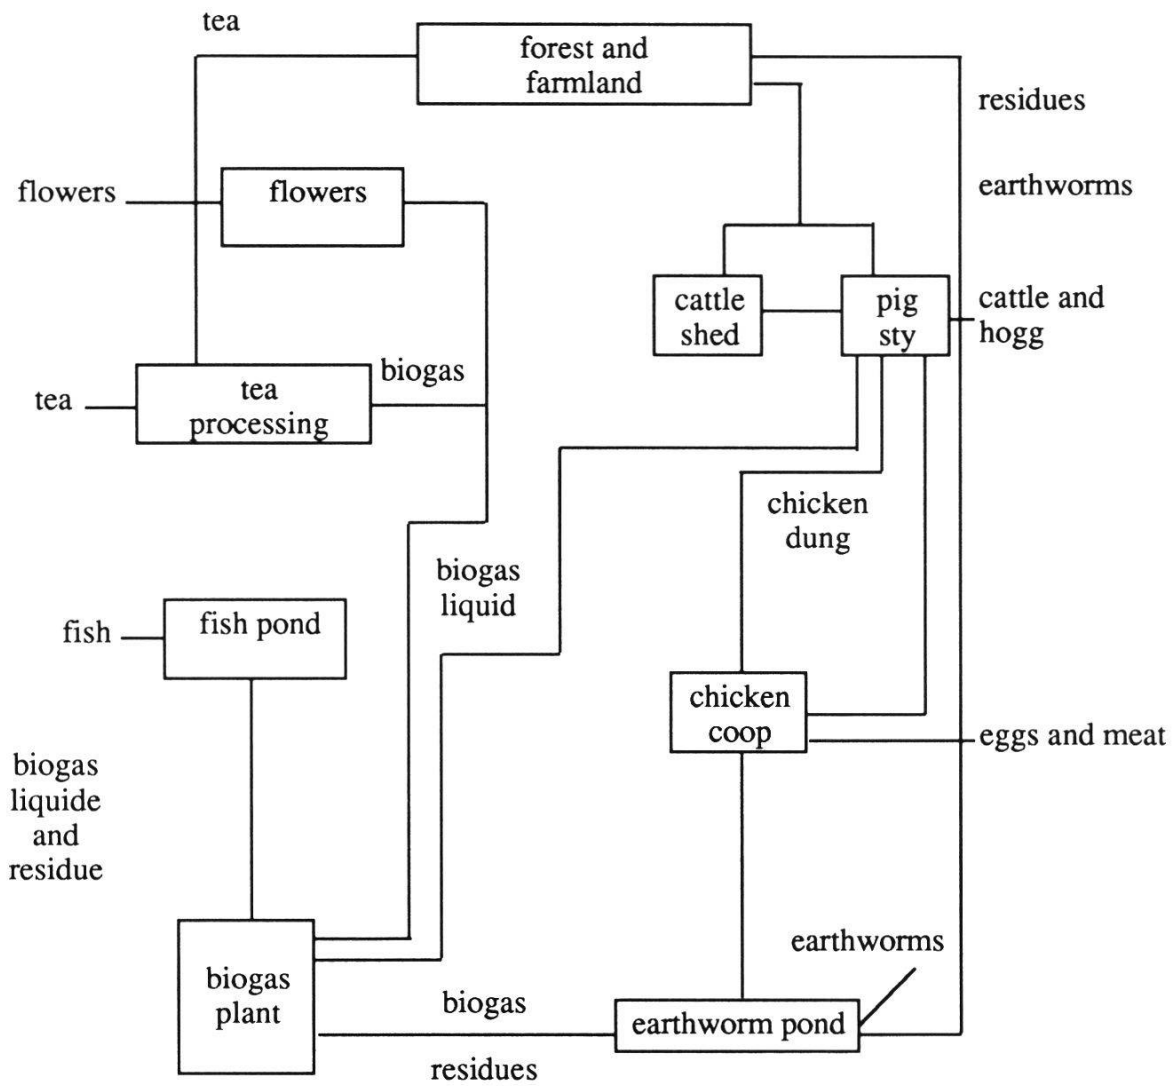 tea
forest and
farmland
residues
flowers
flowers
earthworms
cattle
shed
pig
sty
cattle and
hogg
biogas
tea
tea
processing
chicken
dung
biogas
liquid
fish
fish pond
chicken
coop
eggs and meat
biogas
liquide
and
residue
earthworms
biogas
plant
biogas
earthworm pond
residues